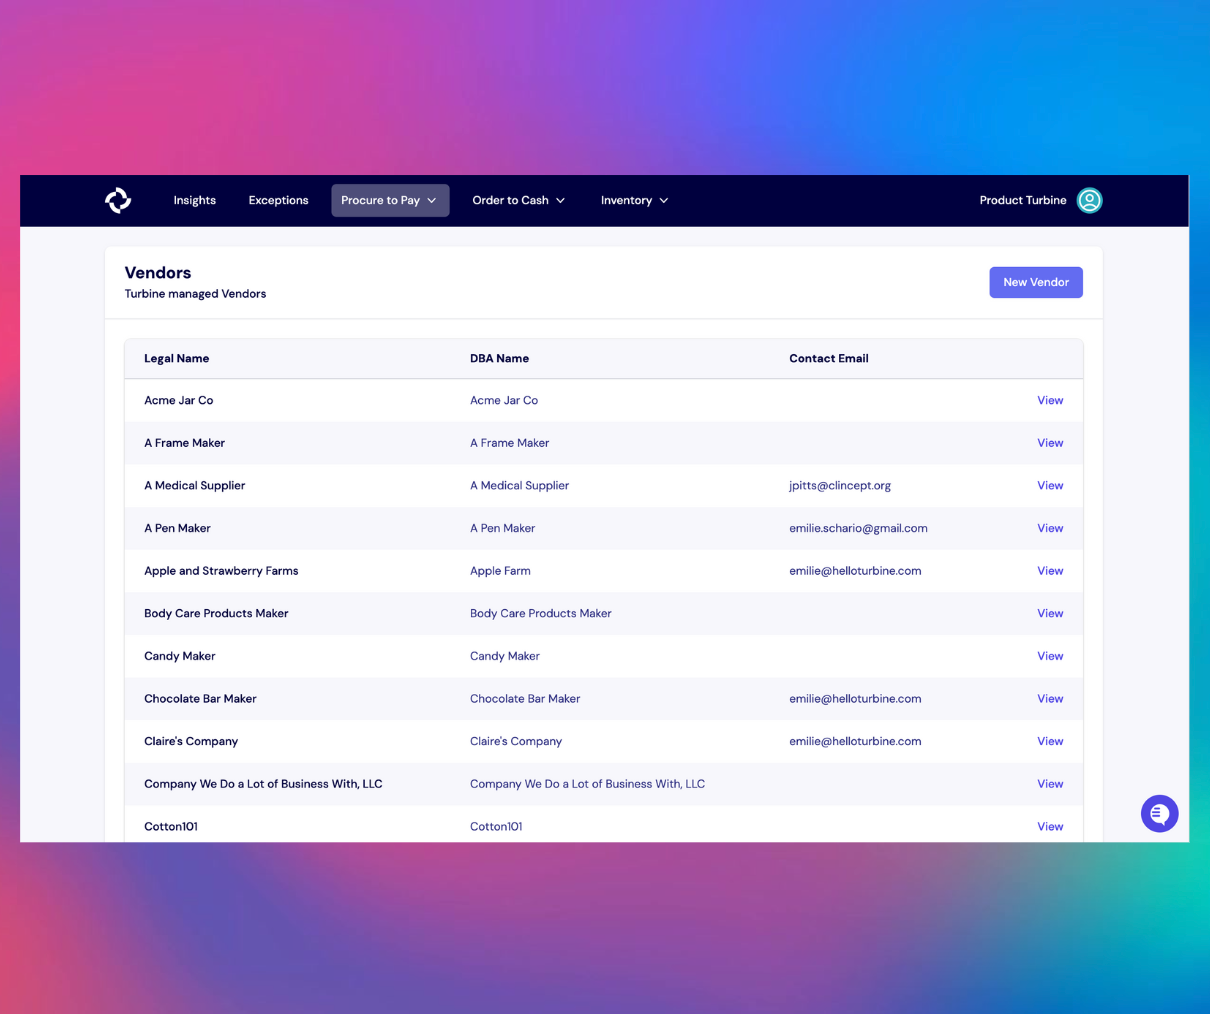 Insights Exceptions Procure to Pay Order to Cash Inventory Product Turbine
Vendors
Turbine managed Vendors
New Vendor
Legal Name DBA Name Contact Email
Acme Jar Co Acme Jar Co View
A Frame Maker A Frame Maker View
A Medical Supplier A Medical Supplier jpitts@clincept.org View
A Pen Maker A Pen Maker emilie.schario@gmail.com View
Apple and Strawberry Farms Apple Farm emilie@helloturbine.com View
Body Care Products Maker Body Care Products Maker View
Candy Maker Candy Maker View
Chocolate Bar Maker Chocolate Bar Maker emilie@helloturbine.com View
Claire's Company Claire's Company emilie@helloturbine.com View
Company We Do a Lot of Business With, LLC Company We Do a Lot of Business With, LLC View
Cotton101 Cotton101 View